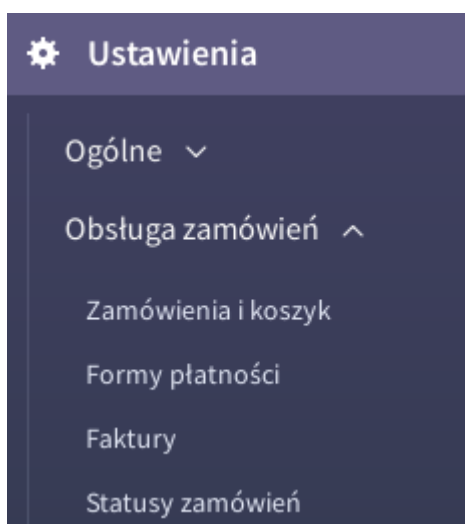 Ustawienia
Ogólne
Obsługa zamówień
Zamówienia i koszyk
Formy płatności
Faktury
Statusy zamówień